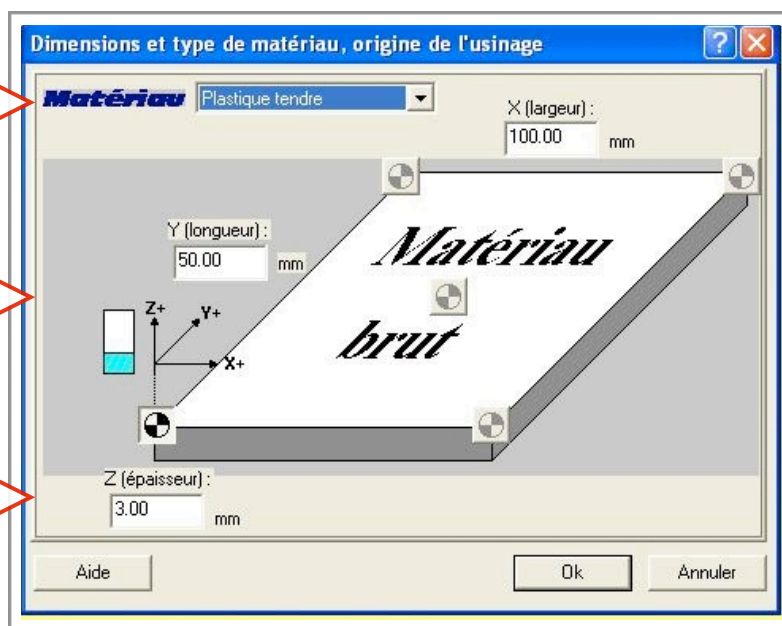 Dimensions et type de matériau, origine de l'usinage
Matériau Plastique tendre
X (largeur) :
100.00 mm
Y (longueur) :
50.00 mm
Matériau
brut
Z+
Y+
X+
Z (épaisseur) :
3.00 mm
Aide Ok Annuler